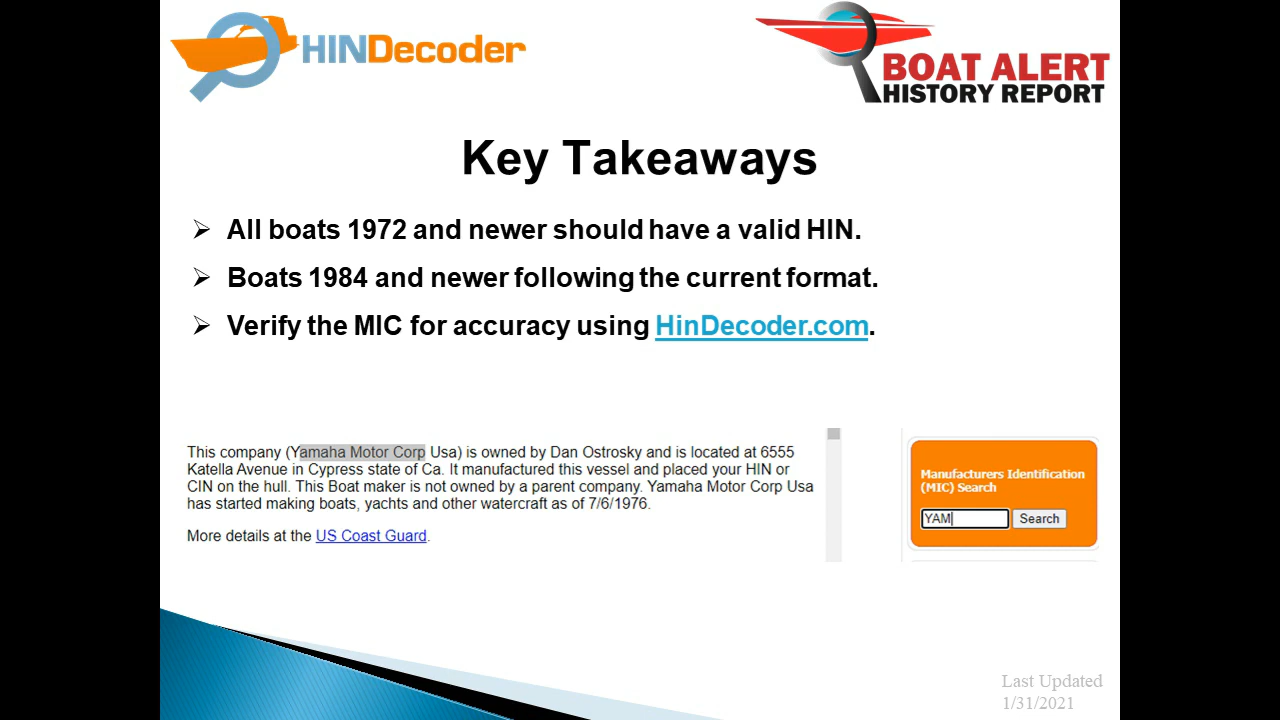 HINDecoder
BOAT ALERT
HISTORY REPORT
Key Takeaways
All boats 1972 and newer should have a valid HIN.
Boats 1984 and newer following the current format.
Verify the MIC for accuracy using HinDecoder.com.
This company (Yamaha Motor Corp Usa) is owned by Dan Ostrosky and is located at 6555
Katella Avenue in Cypress state of Ca. It manufactured this vessel and placed your HIN or
CIN on the hull. This Boat maker is not owned by a parent company. Yamaha Motor Corp Usa
has started making boats, yachts and other watercraft as of 7/6/1976.
More details at the US Coast Guard.
Manufacturers Identification
(MIC) Search
YAM Search
Last Updated
1/31/2021